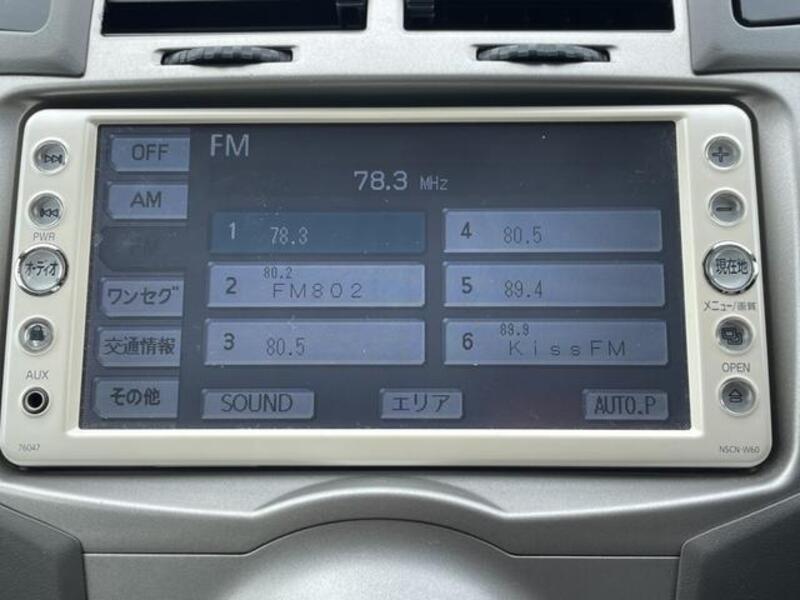 OFF
FM
78.3 MHz
AM
1 78.3
4 80.5
PWR
オーディオ
現在地
ワンセグ
2 80.2 FM802
5 89.4
メニュー/画質
交通情報
3 80.5
6 89.9 KissFM
AUX
OPEN
その他
SOUND
エリア
AUTO.P
76047
NSCN-W60